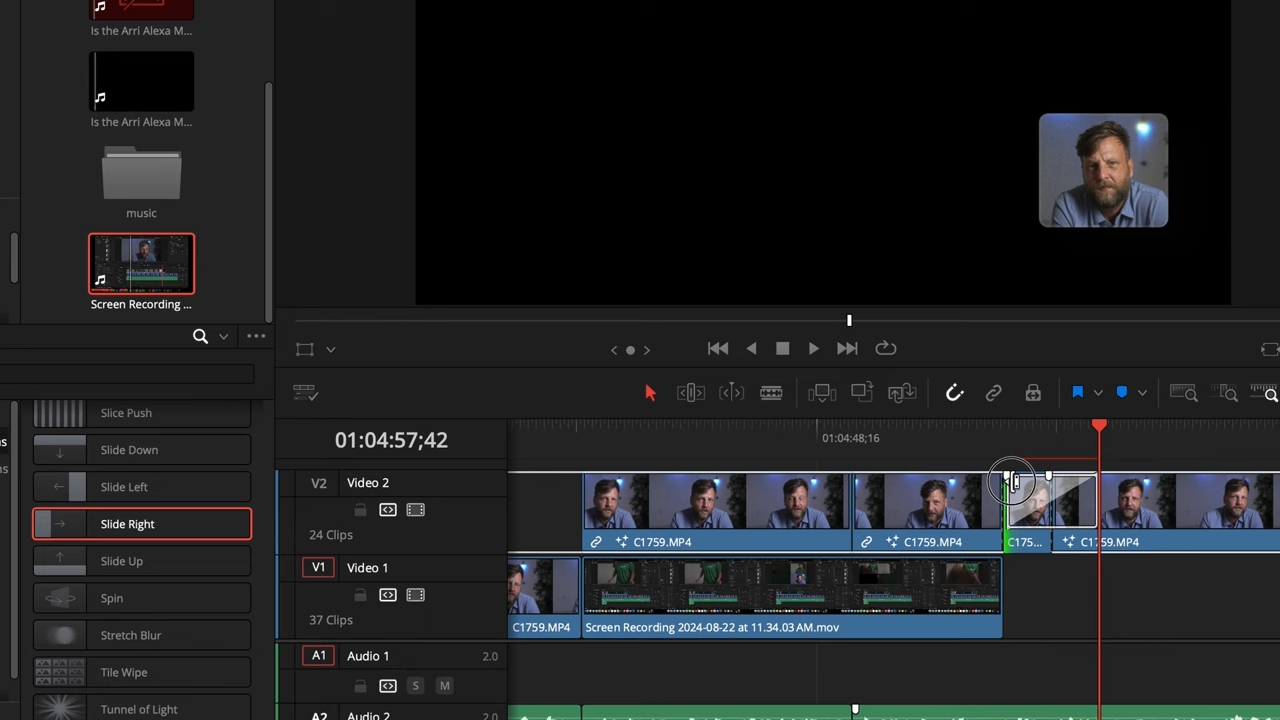 Is the Arri Alexa M...
Is the Arri Alexa M...
music
Screen Recording ...
Slice Push
Slide Down
Slide Left
Slide Right
Slide Up
Spin
Stretch Blur
Tile Wipe
Tunnel of Light
01:04:57;42
01:04:48;16
V2 Video 2
24 Clips
C1759.MP4
C1759.MP4
C175...
C1759.MP4
V1 Video 1
37 Clips
C1759.MP4
Screen Recording 2024-08-22 at 11.34.03 AM.mov
A1 Audio 1 2.0
S M
A2 Audio 2 2.0